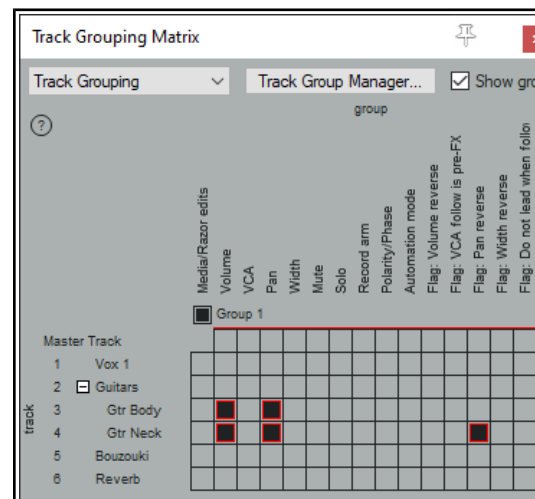 Track Grouping Matrix
Track Grouping
Track Group Manager...
Show gro
group
?
Media/Razor edits
Volume
VCA
Pan
Width
Mute
Solo
Record arm
Polarity/Phase
Automation mode
Flag: Volume reverse
Flag: VCA follow is pre-FX
Flag: Pan reverse
Flag: Width reverse
Flag: Do not lead when follow
Group 1
track
Master Track
1 Vox 1
2 Guitars
3 Gtr Body
4 Gtr Neck
5 Bouzouki
6 Reverb